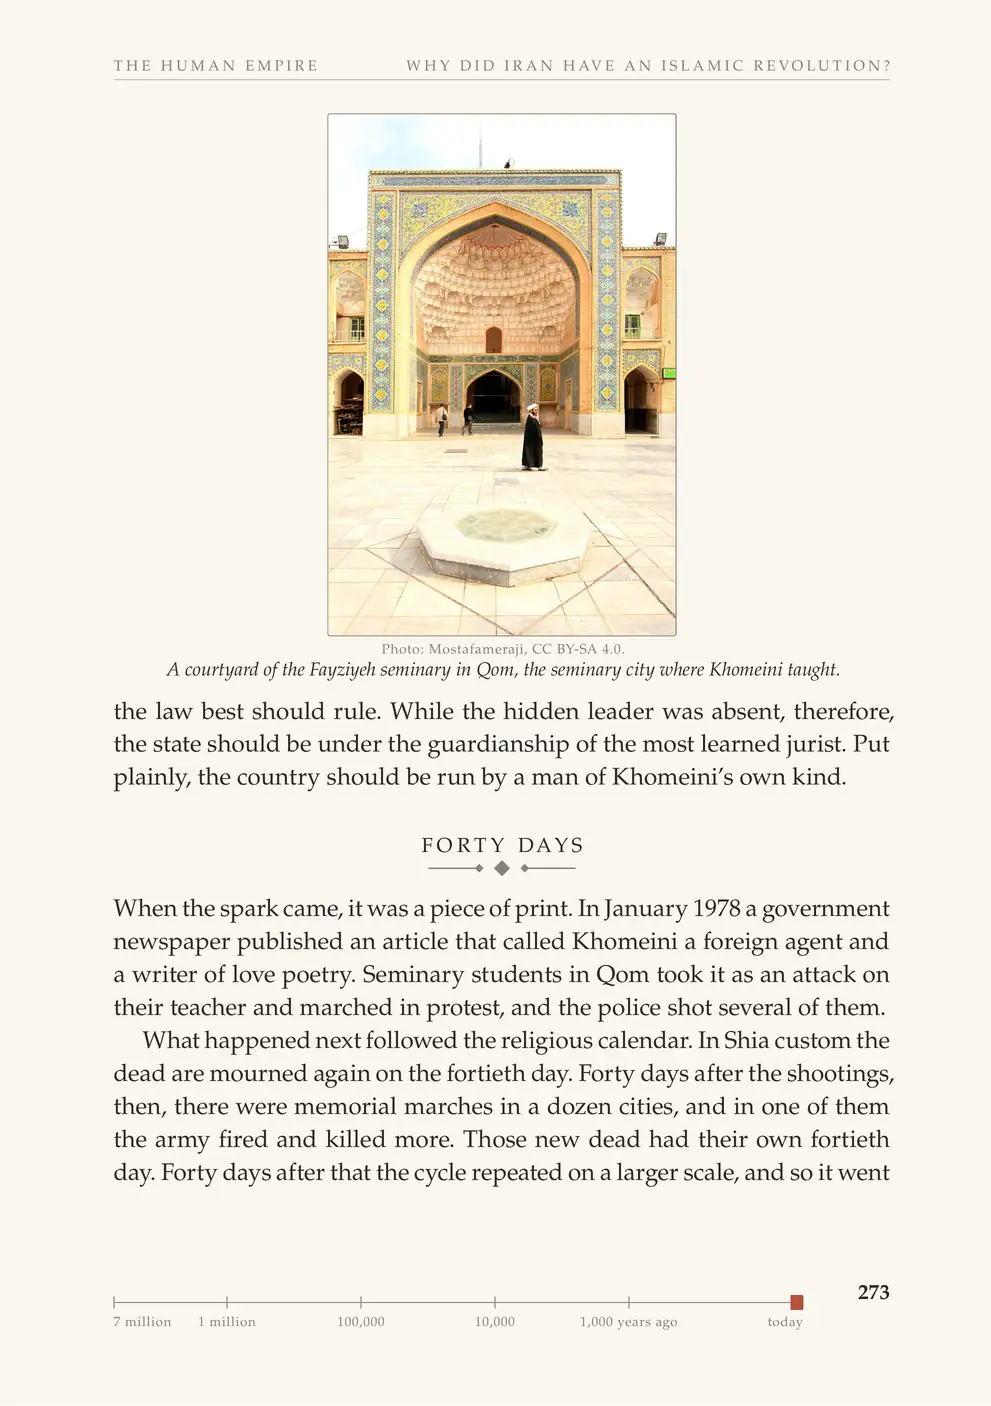 THE HUMAN EMPIRE
WHY DID IRAN HAVE AN ISLAMIC REVOLUTION?
Photo: Mostafameraji, CC BY-SA 4.0.
A courtyard of the Fayziyeh seminary in Qom, the seminary city where Khomeini taught.
the law best should rule. While the hidden leader was absent, therefore,
the state should be under the guardianship of the most learned jurist. Put
plainly, the country should be run by a man of Khomeini’s own kind.
FORTY DAYS
When the spark came, it was a piece of print. In January 1978 a government
newspaper published an article that called Khomeini a foreign agent and
a writer of love poetry. Seminary students in Qom took it as an attack on
their teacher and marched in protest, and the police shot several of them.
What happened next followed the religious calendar. In Shia custom the
dead are mourned again on the fortieth day. Forty days after the shootings,
then, there were memorial marches in a dozen cities, and in one of them
the army fired and killed more. Those new dead had their own fortieth
day. Forty days after that the cycle repeated on a larger scale, and so it went
273
7 million 1 million 100,000 10,000 1,000 years ago today